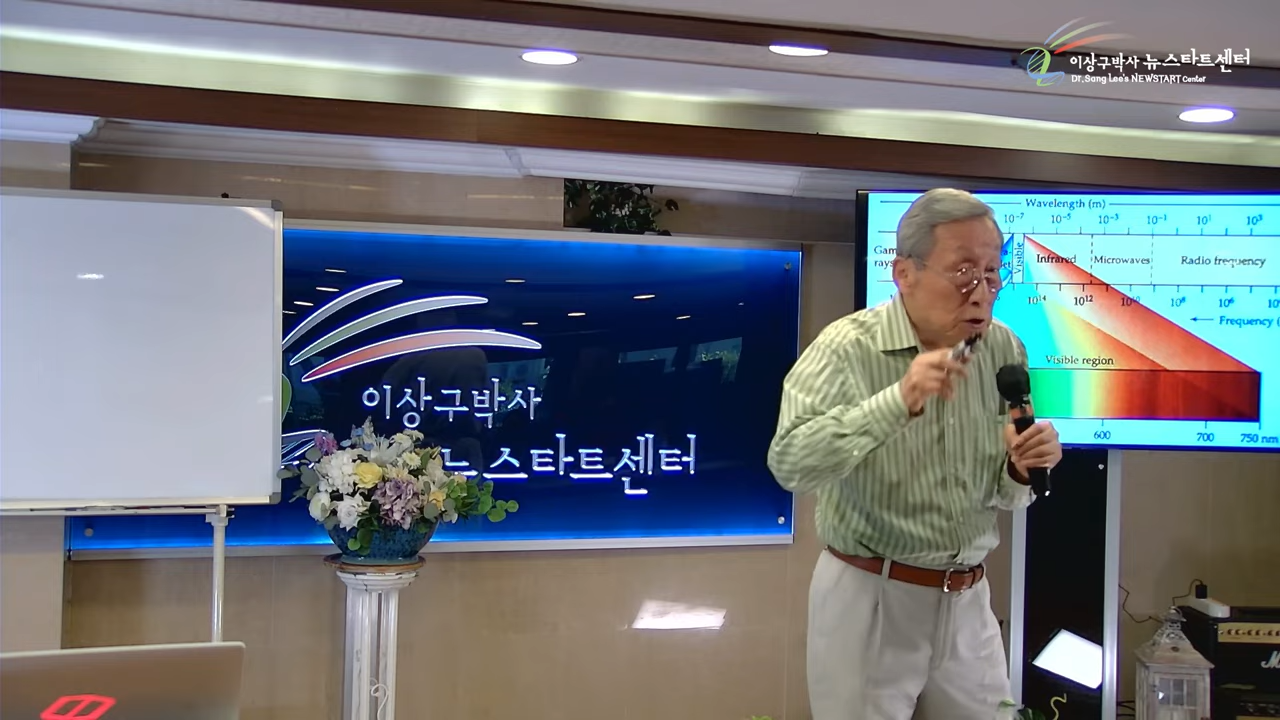 이상구박사 뉴스타트센터
Dr. Sang Lee's NEWSTART Center
Wavelength (m)
10⁻⁷ 10⁻⁵ 10⁻³ 10⁻¹ 10¹ 10³
Visible
Infrared Microwaves Radio frequency
10¹⁴ 10¹² 10¹⁰ 10⁸ 10⁶
Frequency
Visible region
600 700 750 nm
이상구박사
뉴스타트센터